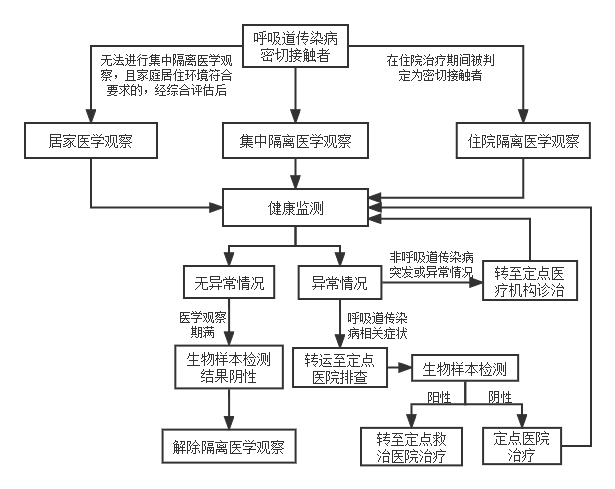 呼吸道传染病
密切接触者
无法进行集中隔离医学观
察，且家庭居住环境符合
要求的，经综合评估后
在住院治疗期间被判
定为密切接触者
居家医学观察
集中隔离医学观察
住院隔离医学观察
健康监测
无异常情况
异常情况
非呼吸道传染病
突发或异常情况
转至定点医
疗机构诊治
医学观察
期满
呼吸道传染
病相关症状
生物样本检测
结果阴性
转运至定点
医院排查
生物样本检测
阳性
阴性
解除隔离医学观察
转至定点救
治医院治疗
定点医院
治疗